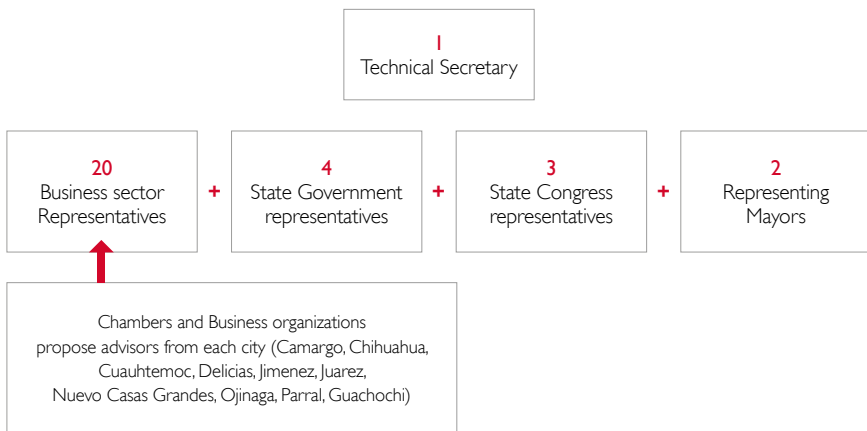 1
Technical Secretary
20
Business sector
Representatives
+
4
State Government
representatives
+
3
State Congress
representatives
+
2
Representing
Mayors
Chambers and Business organizations
propose advisors from each city (Camargo, Chihuahua,
Cuauhtemoc, Delicias, Jimenez, Juarez,
Nuevo Casas Grandes, Ojinaga, Parral, Guachochi)